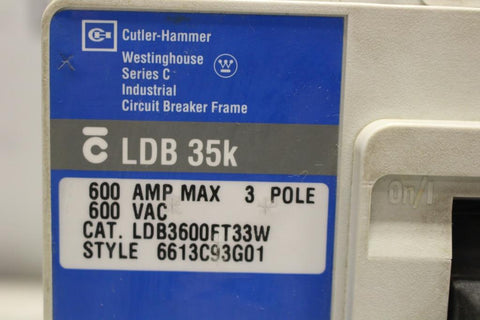 Cutler-Hammer
Westinghouse
Series C
Industrial
Circuit Breaker Frame
LDB 35k
600 AMP MAX 3 POLE
600 VAC
CAT. LDB3600FT33W
STYLE 6613C93G01
On/I